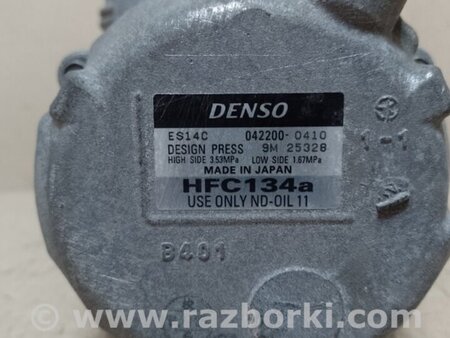 DENSO
ES14C 042200-0410
DESIGN PRESS 9M 25328
HIGH SIDE 3.53MPa LOW SIDE 1.67MPa
MADE IN JAPAN
HFC134a
USE ONLY ND-OIL 11
1-1
B401
www.razborki.com